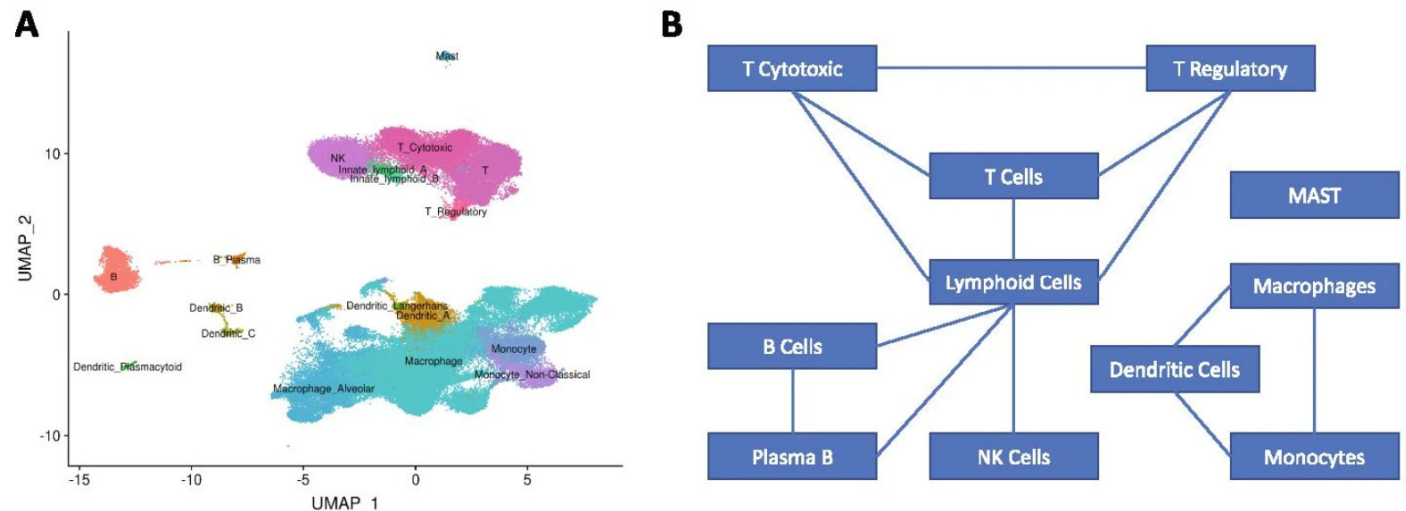 A
B
Mast
T_Cytotoxic
NK
Innate_lymphoid_A
T
Innate_lymphoid_B
T_Regulatory
B_Plasma
B
Dendritic_B
Dendritic_Langerhans
Dendritic_A
Dendritic_C
Monocyte
Macrophage
Dendritic_Plasmacytoid
Monocyte_Non-Classical
Macrophage_Alveolar
10
0
-10
UMAP_2
-15
-10
-5
0
5
UMAP_1
T Cytotoxic
T Regulatory
T Cells
MAST
Lymphoid Cells
Macrophages
B Cells
Dendritic Cells
Plasma B
NK Cells
Monocytes